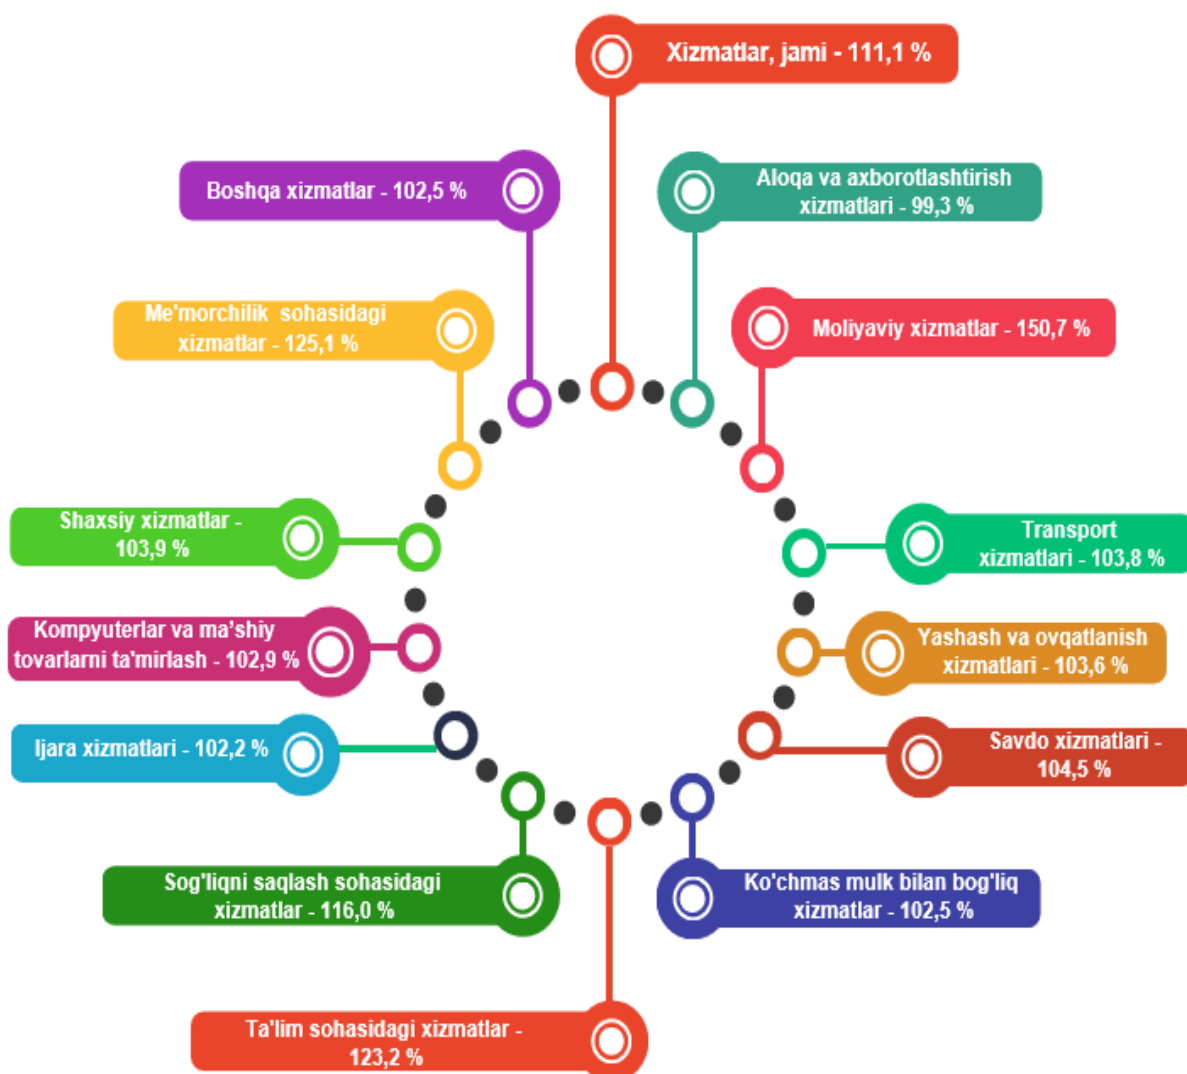 Xizmatlar, jami - 111,1 %
Boshqa xizmatlar - 102,5 %
Aloqa va axborotlashtirish
xizmatlari - 99,3 %
Me'morchilik sohasidagi
xizmatlar - 125,1 %
Moliyaviy xizmatlar - 150,7 %
Shaxsiy xizmatlar -
103,9 %
Transport
xizmatlari - 103,8 %
Kompyuterlar va ma’shiy
tovarlarni ta'mirlash - 102,9 %
Yashash va ovqatlanish
xizmatlari - 103,6 %
Ijara xizmatlari - 102,2 %
Savdo xizmatlari -
104,5 %
Sog'liqni saqlash sohasidagi
xizmatlar - 116,0 %
Ko'chmas mulk bilan bog'liq
xizmatlar - 102,5 %
Ta'lim sohasidagi xizmatlar -
123,2 %